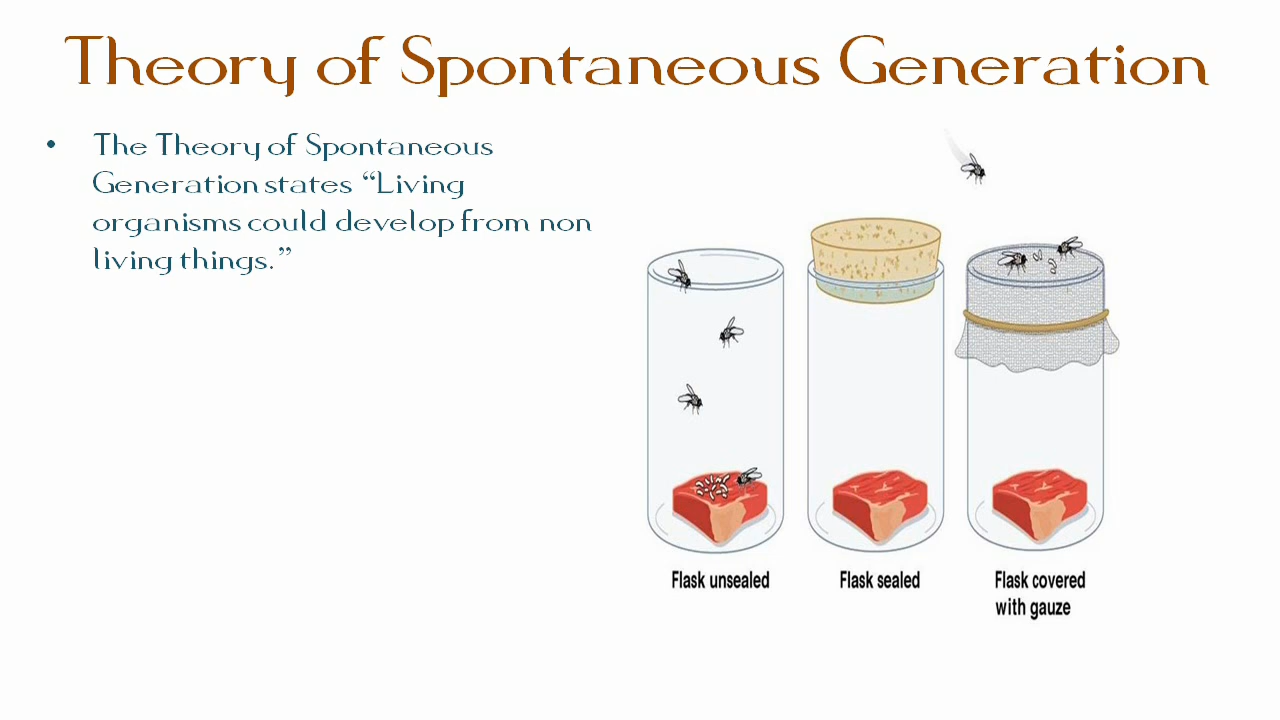 Theory of Spontaneous Generation
• The Theory of Spontaneous
Generation states “Living
organisms could develop from non
living things.”
Flask unsealed
Flask sealed
Flask covered
with gauze